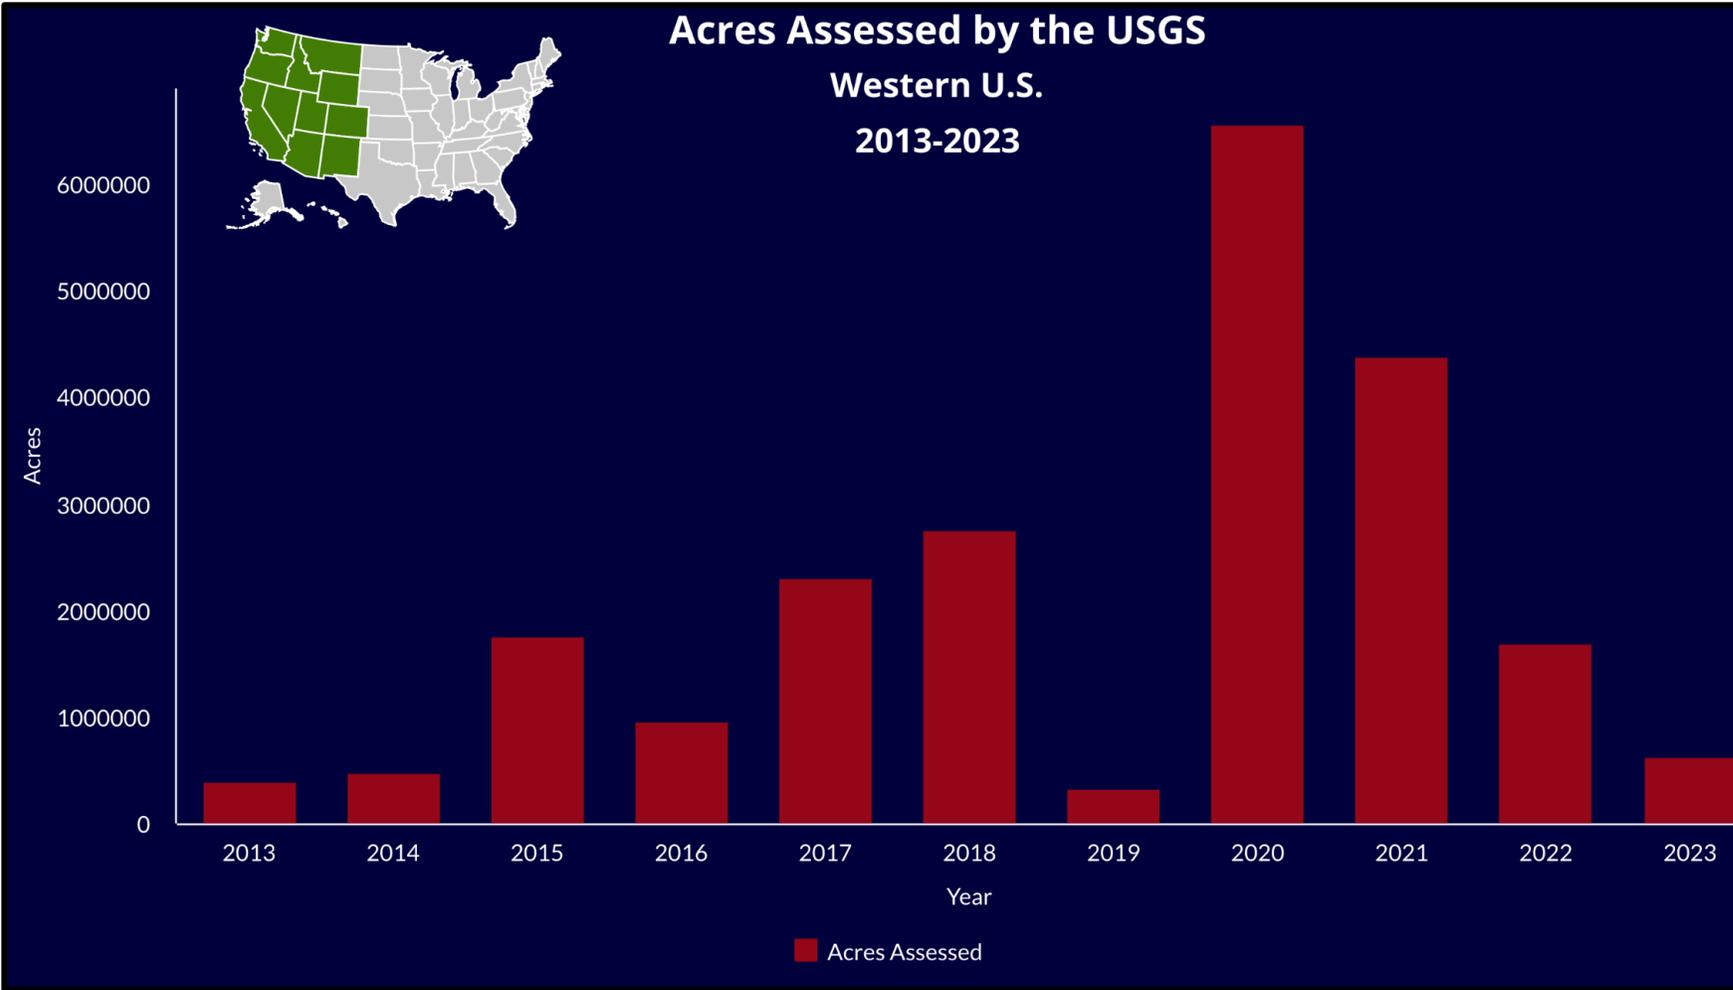 Acres Assessed by the USGS
Western U.S.
2013-2023
6000000
5000000
4000000
3000000
2000000
1000000
0
Acres
2013 2014 2015 2016 2017 2018 2019 2020 2021 2022 2023
Year
Acres Assessed